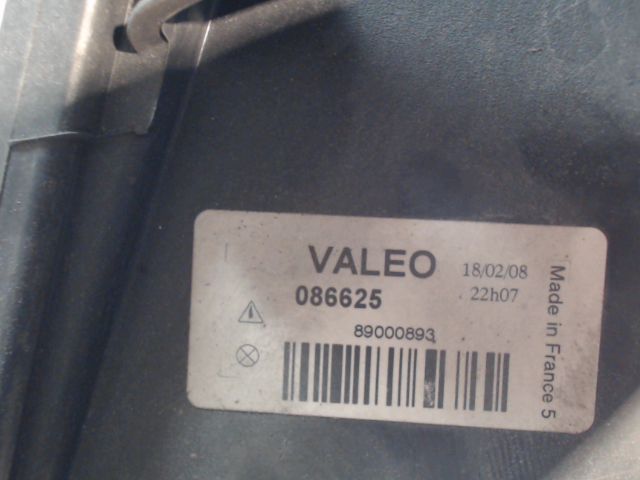 VALEO
18/02/08
086625
22h07
89000893
Made in France 5